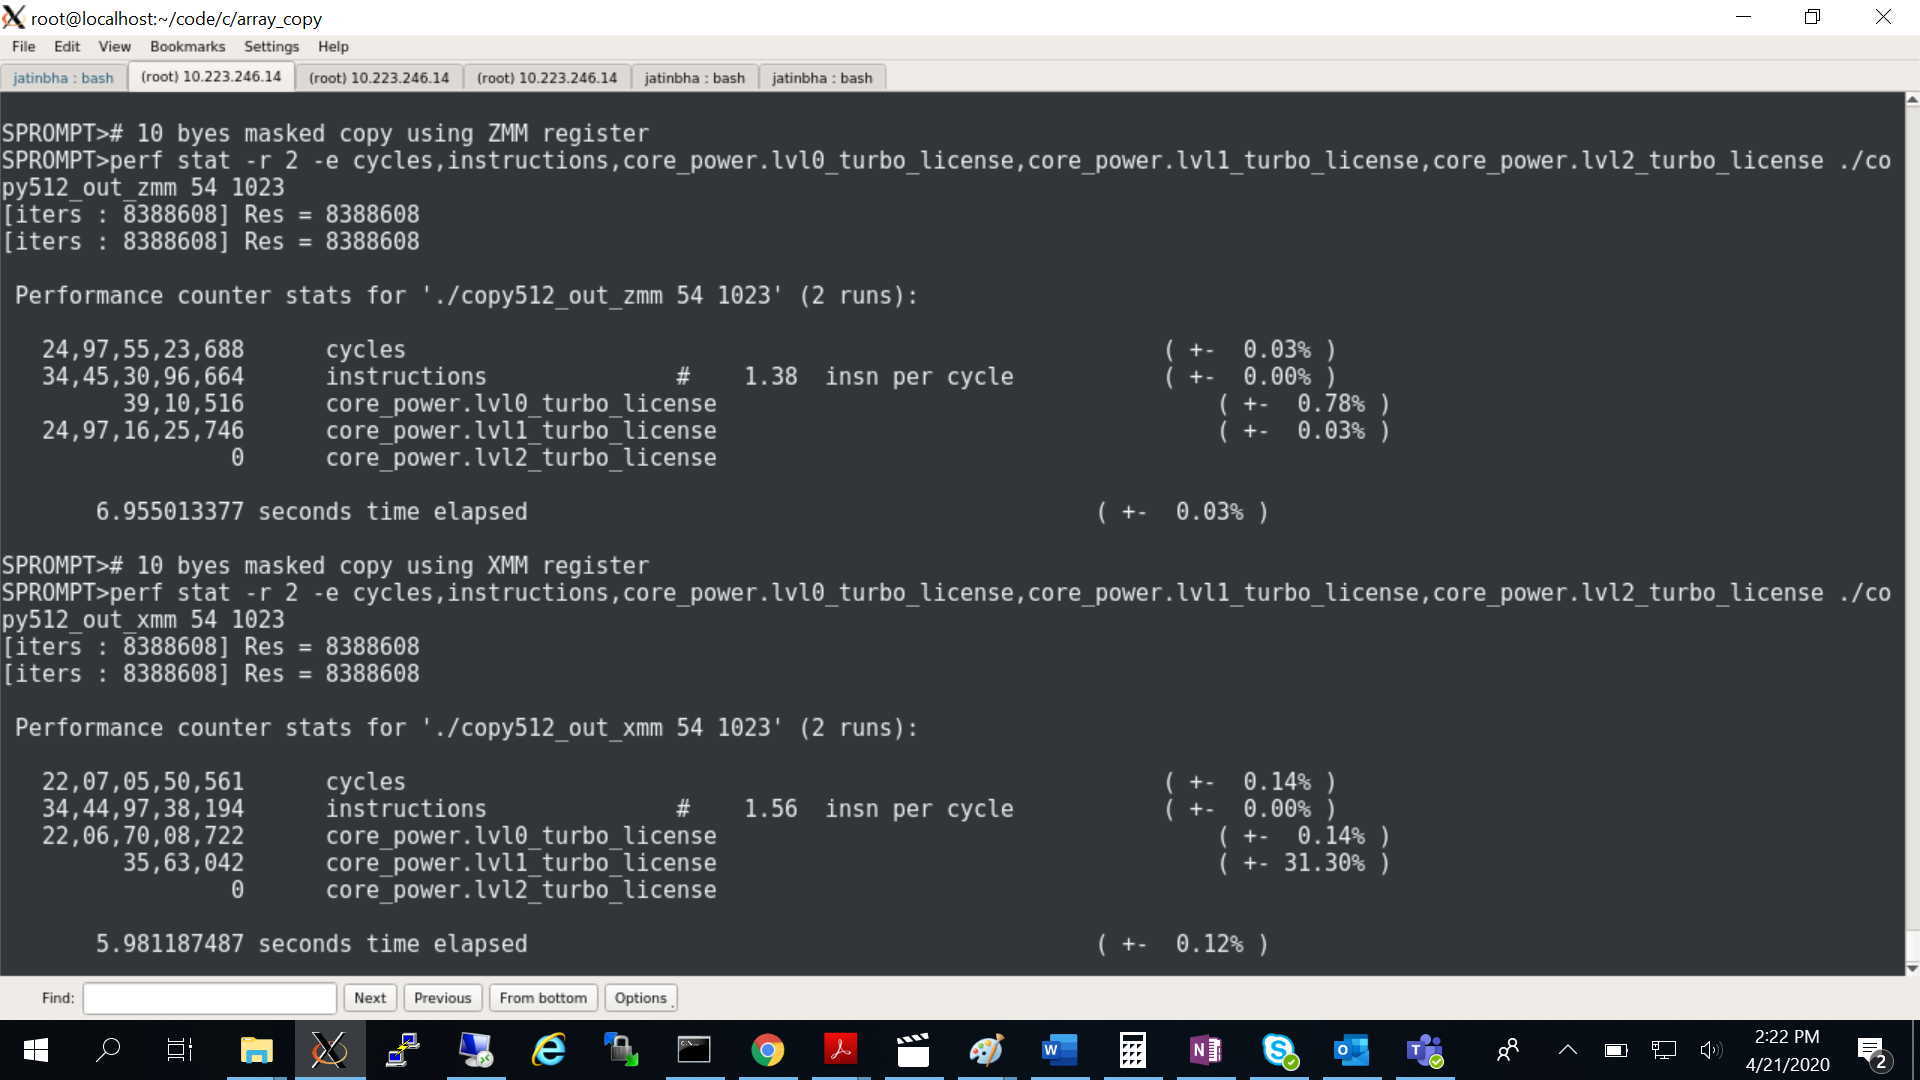 root@localhost:~/code/c/array_copy
File Edit View Bookmarks Settings Help
jatinbha : bash (root) 10.223.246.14 (root) 10.223.246.14 (root) 10.223.246.14 jatinbha : bash jatinbha : bash
SPROMPT># 10 byes masked copy using ZMM register
SPROMPT>perf stat -r 2 -e cycles,instructions,core_power.lvl0_turbo_license,core_power.lvl1_turbo_license,core_power.lvl2_turbo_license ./co
py512_out_zmm 54 1023
[iters : 8388608] Res = 8388608
[iters : 8388608] Res = 8388608
Performance counter stats for './copy512_out_zmm 54 1023' (2 runs):
24,97,55,23,688 cycles ( +- 0.03% )
34,45,30,96,664 instructions # 1.38 insn per cycle ( +- 0.00% )
39,10,516 core_power.lvl0_turbo_license ( +- 0.78% )
24,97,16,25,746 core_power.lvl1_turbo_license ( +- 0.03% )
0 core_power.lvl2_turbo_license
6.955013377 seconds time elapsed ( +- 0.03% )
SPROMPT># 10 byes masked copy using XMM register
SPROMPT>perf stat -r 2 -e cycles,instructions,core_power.lvl0_turbo_license,core_power.lvl1_turbo_license,core_power.lvl2_turbo_license ./co
py512_out_xmm 54 1023
[iters : 8388608] Res = 8388608
[iters : 8388608] Res = 8388608
Performance counter stats for './copy512_out_xmm 54 1023' (2 runs):
22,07,05,50,561 cycles ( +- 0.14% )
34,44,97,38,194 instructions # 1.56 insn per cycle ( +- 0.00% )
22,06,70,08,722 core_power.lvl0_turbo_license ( +- 0.14% )
35,63,042 core_power.lvl1_turbo_license ( +- 31.30% )
0 core_power.lvl2_turbo_license
5.981187487 seconds time elapsed ( +- 0.12% )
Find: Next Previous From bottom Options
2:22 PM
4/21/2020
2